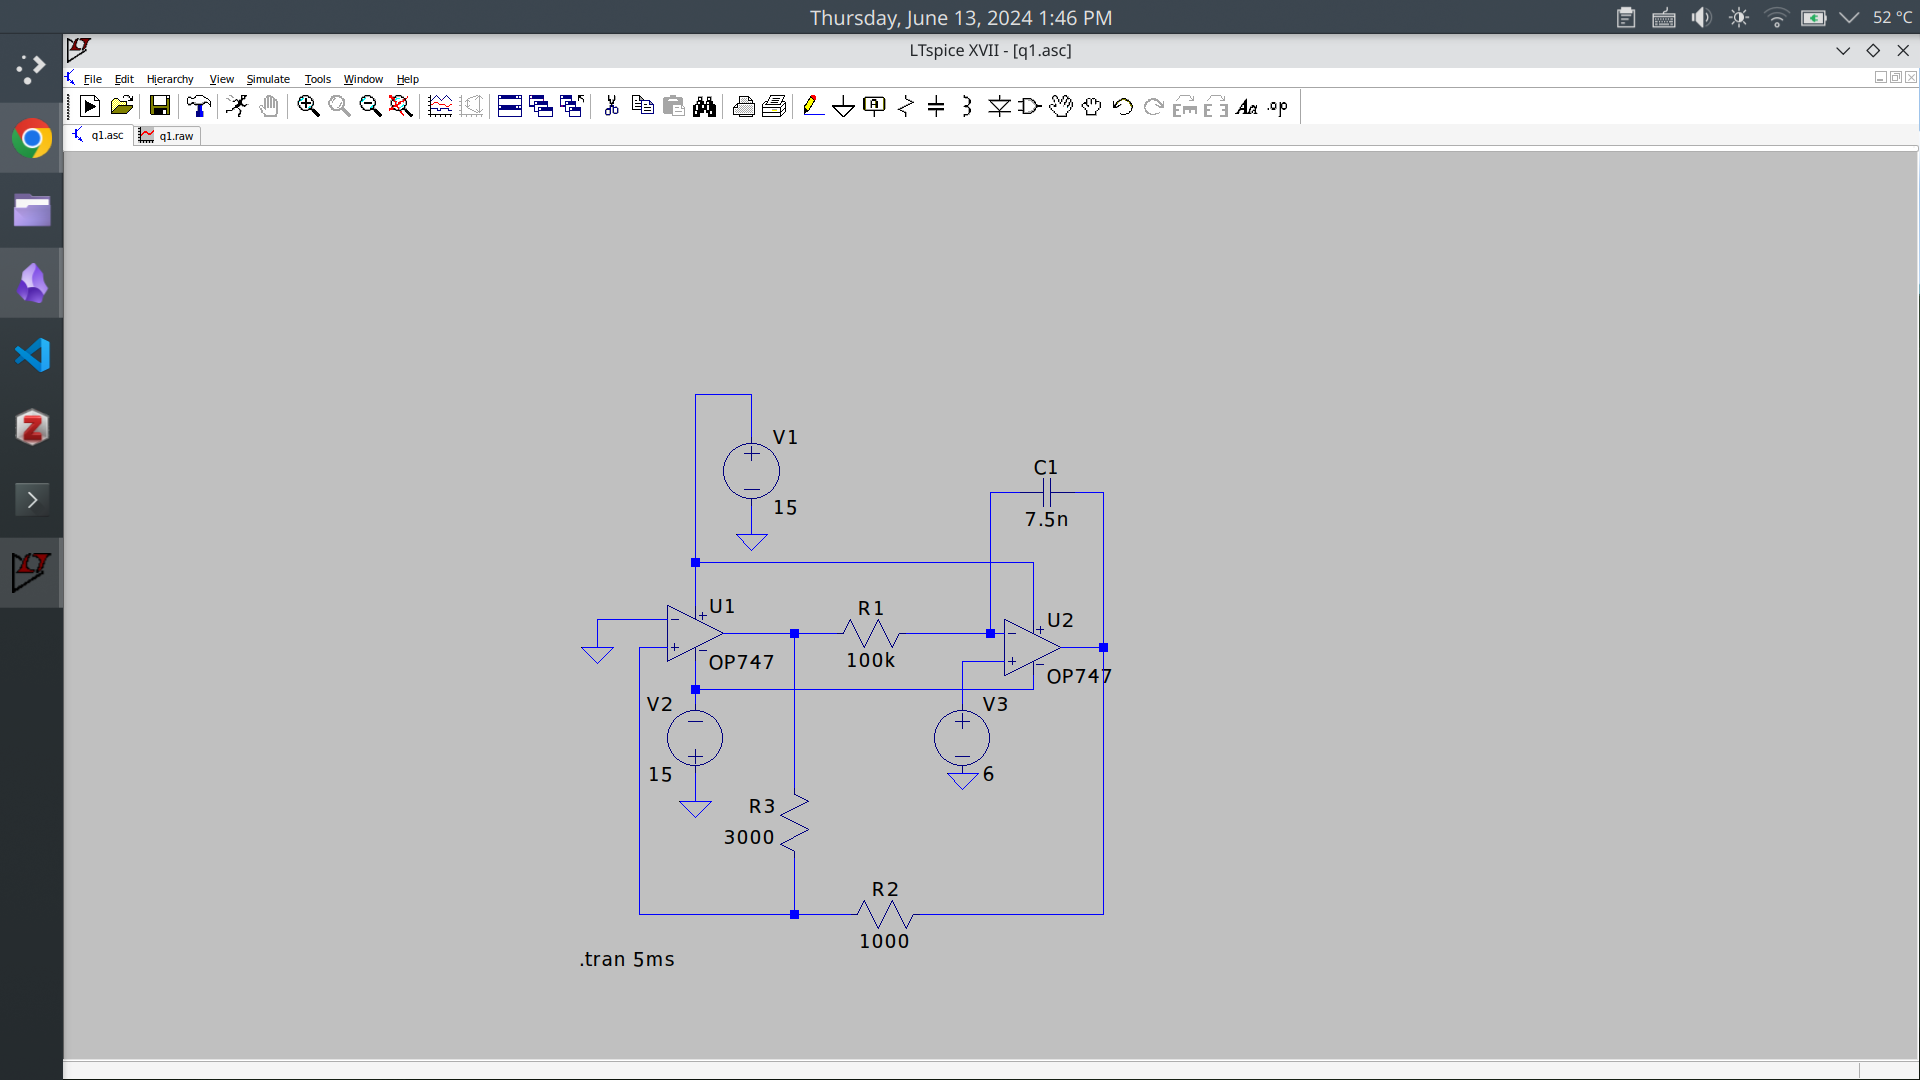 Thursday, June 13, 2024 1:46 PM
52 °C
LTspice XVII - [q1.asc]
File Edit Hierarchy View Simulate Tools Window Help
.op
q1.asc q1.raw
V1
15
C1
7.5n
U1
OP747
R1
100k
U2
OP747
V2
15
V3
6
R3
3000
R2
1000
.tran 5ms